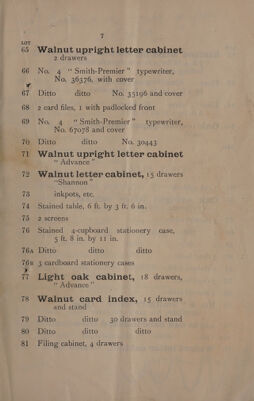 7
LOT
65 Walnut upright letter cabinet
2 drawers
66 No. 4 "Smith-Premier" typewriter,
No. 36376, with cover
67 Ditto ditto No. 35196 and cover
68 2 card files, 1 with padlocked front
69 No. 4 "Smith-Premier" typewriter,
No. 67078 and cover
70 Ditto ditto No. 30443
71 Walnut upright letter cabinet
"Advance"
72 Walnut letter cabinet, 15 drawers
"Shannon"
73 inkpots, etc.
74 Stained table, 6 ft. by 3 ft. 6 in.
75 2 screens
76 Stained 4-cupboard stationery case,
5 ft. 8 in. by 11 in.
76A Ditto ditto ditto
76B 3 cardboard stationery cases
77 Light oak cabinet, 18 drawers,
"Advance"
78 Walnut card index, 15 drawers
and stand
79 Ditto ditto 30 drawers and stand
80 Ditto ditto ditto
81 Filing cabinet, 4 drawers